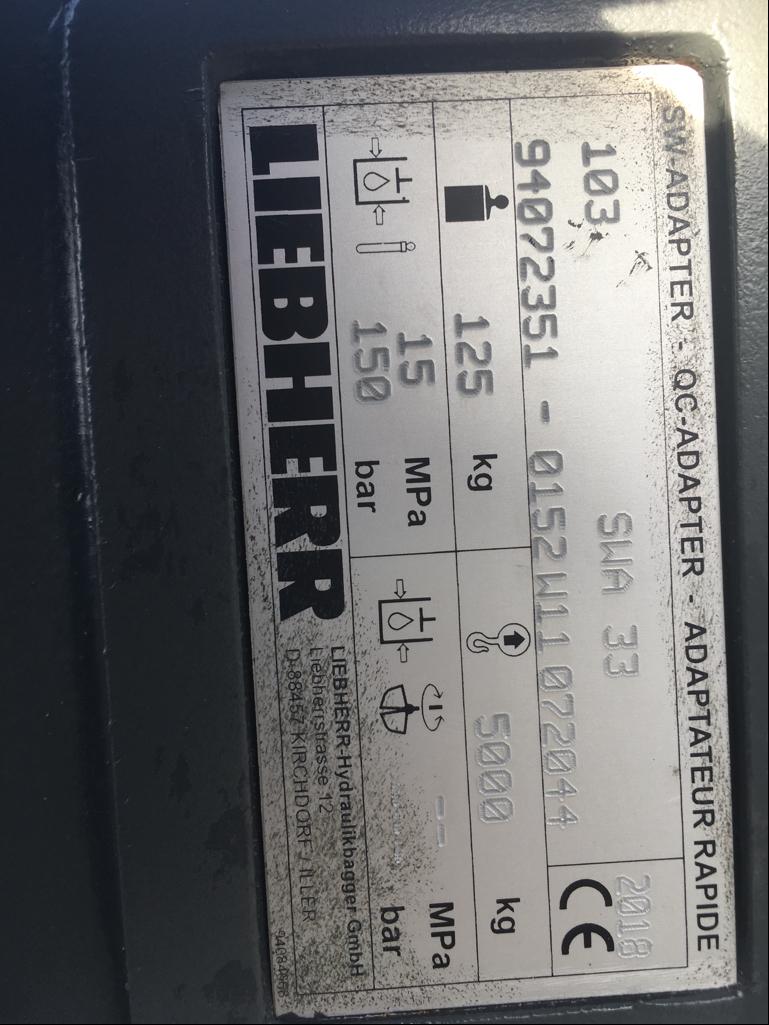 SW-ADAPTER - QC-ADAPTER - ADAPTATEUR RAPIDE
103 SWA 33 2018
94072351 - 0152W11072044 CE
125 kg 5000 kg
15 MPa -- MPa
150 bar bar
LIEBHERR
LIEBHERR-Hydraulikbagger GmbH
Liebherrstrasse 12
D-88457 KIRCHDORF / ILLER